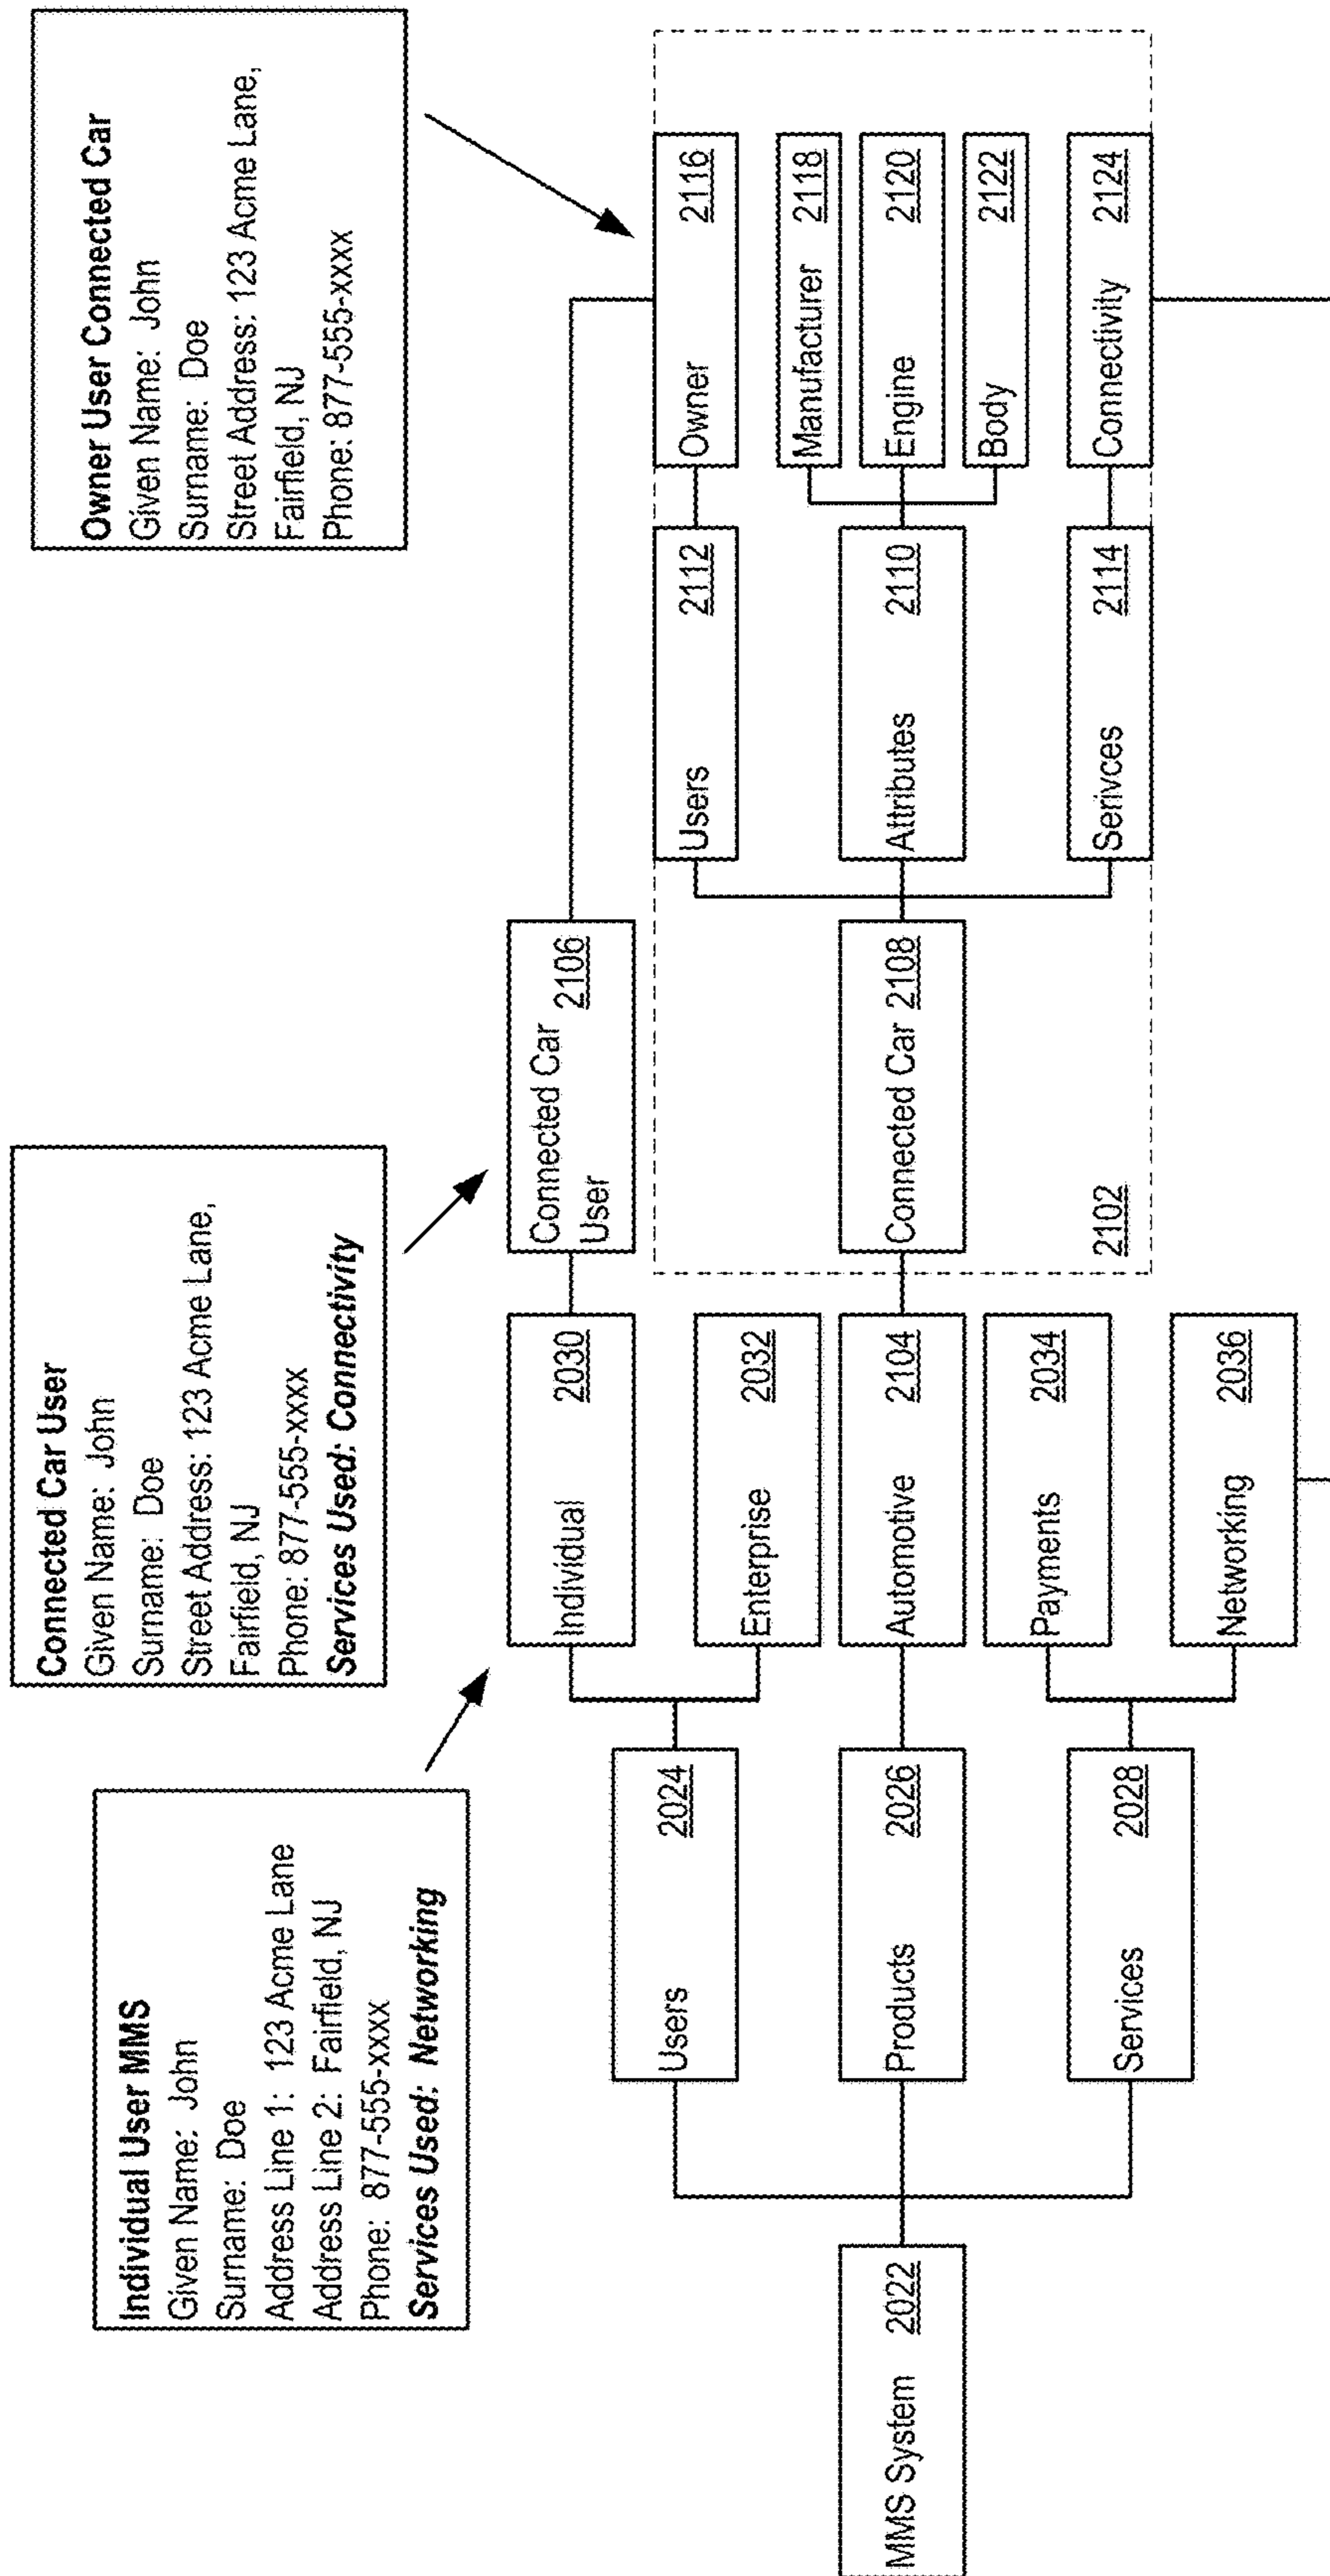 Individual User MMS
Given Name: John
Surname: Doe
Address Line 1: 123 Acme Lane
Address Line 2: Fairfield, NJ
Phone: 877-555-xxxx
Services Used: Networking
Connected Car User
Given Name: John
Surname: Doe
Street Address: 123 Acme Lane,
Fairfield, NJ
Phone: 877-555-xxxx
Services Used: Connectivity
Owner User Connected Car
Given Name: John
Surname: Doe
Street Address: 123 Acme Lane,
Fairfield, NJ
Phone: 877-555-xxxx
MMS System 2022
Users 2024
Products 2026
Services 2028
Individual 2030
Enterprise 2032
Automotive 2104
Payments 2034
Networking 2036
Connected Car
User 2106
Connected Car 2108
2102
Users 2112
Attributes 2110
Serivces 2114
Owner 2116
Manufacturer 2118
Engine 2120
Body 2122
Connectivity 2124